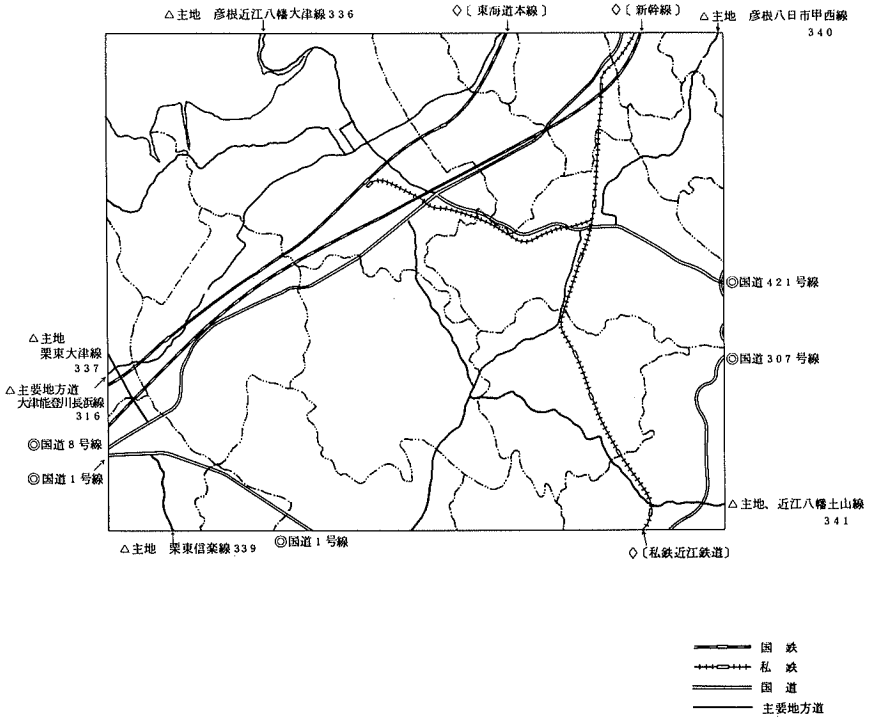 △主地 彦根近江八幡大津線336
◇〔東海道本線〕
◇〔新幹線〕
△主地 彦根八日市甲西線
340
◎国道421号線
△主地
栗東大津線
337
◎国道307号線
△主要地方道
大津能登川長浜線
316
◎国道8号線
◎国道1号線
△主地、近江八幡土山線
341
△主地 栗東信楽線339
◎国道1号線
◇〔私鉄近江鉄道〕
国鉄
私鉄
国道
主要地方道